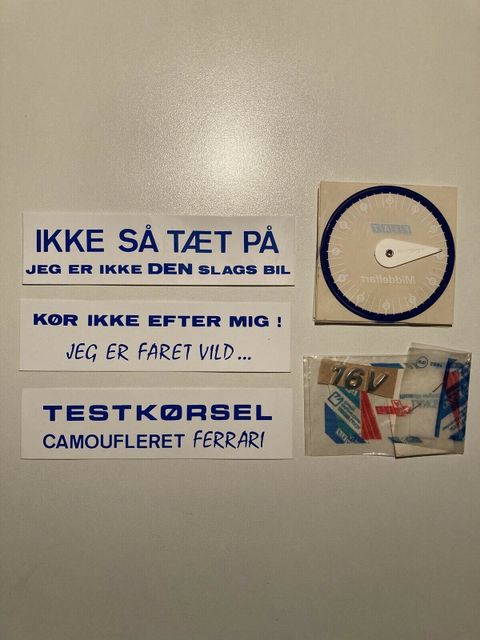 IKKE SÅ TÆT PÅ
JEG ER IKKE DEN SLAGS BIL
KØR IKKE EFTER MIG !
JEG ER FARET VILD...
TESTKØRSEL
CAMOUFLERET FERRARI
FIAT
Middelfart
16V